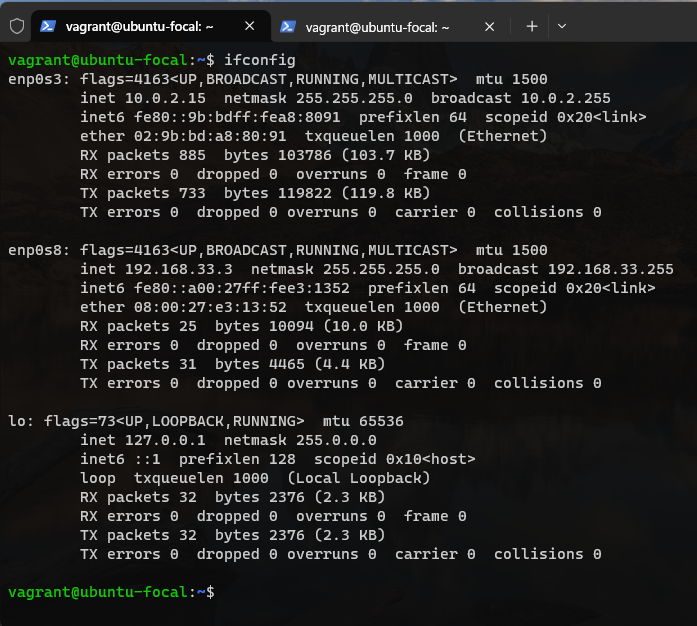 vagrant@ubuntu-focal: ~
vagrant@ubuntu-focal: ~
vagrant@ubuntu-focal:~$ ifconfig
enp0s3: flags=4163<UP,BROADCAST,RUNNING,MULTICAST>  mtu 1500
        inet 10.0.2.15  netmask 255.255.255.0  broadcast 10.0.2.255
        inet6 fe80::9b:bdff:fea8:8091  prefixlen 64  scopeid 0x20<link>
        ether 02:9b:bd:a8:80:91  txqueuelen 1000  (Ethernet)
        RX packets 885  bytes 103786 (103.7 KB)
        RX errors 0  dropped 0  overruns 0  frame 0
        TX packets 733  bytes 119822 (119.8 KB)
        TX errors 0  dropped 0 overruns 0  carrier 0  collisions 0

enp0s8: flags=4163<UP,BROADCAST,RUNNING,MULTICAST>  mtu 1500
        inet 192.168.33.3  netmask 255.255.255.0  broadcast 192.168.33.255
        inet6 fe80::a00:27ff:fee3:1352  prefixlen 64  scopeid 0x20<link>
        ether 08:00:27:e3:13:52  txqueuelen 1000  (Ethernet)
        RX packets 25  bytes 10094 (10.0 KB)
        RX errors 0  dropped 0  overruns 0  frame 0
        TX packets 31  bytes 4465 (4.4 KB)
        TX errors 0  dropped 0 overruns 0  carrier 0  collisions 0

lo: flags=73<UP,LOOPBACK,RUNNING>  mtu 65536
        inet 127.0.0.1  netmask 255.0.0.0
        inet6 ::1  prefixlen 128  scopeid 0x10<host>
        loop  txqueuelen 1000  (Local Loopback)
        RX packets 32  bytes 2376 (2.3 KB)
        RX errors 0  dropped 0  overruns 0  frame 0
        TX packets 32  bytes 2376 (2.3 KB)
        TX errors 0  dropped 0 overruns 0  carrier 0  collisions 0

vagrant@ubuntu-focal:~$